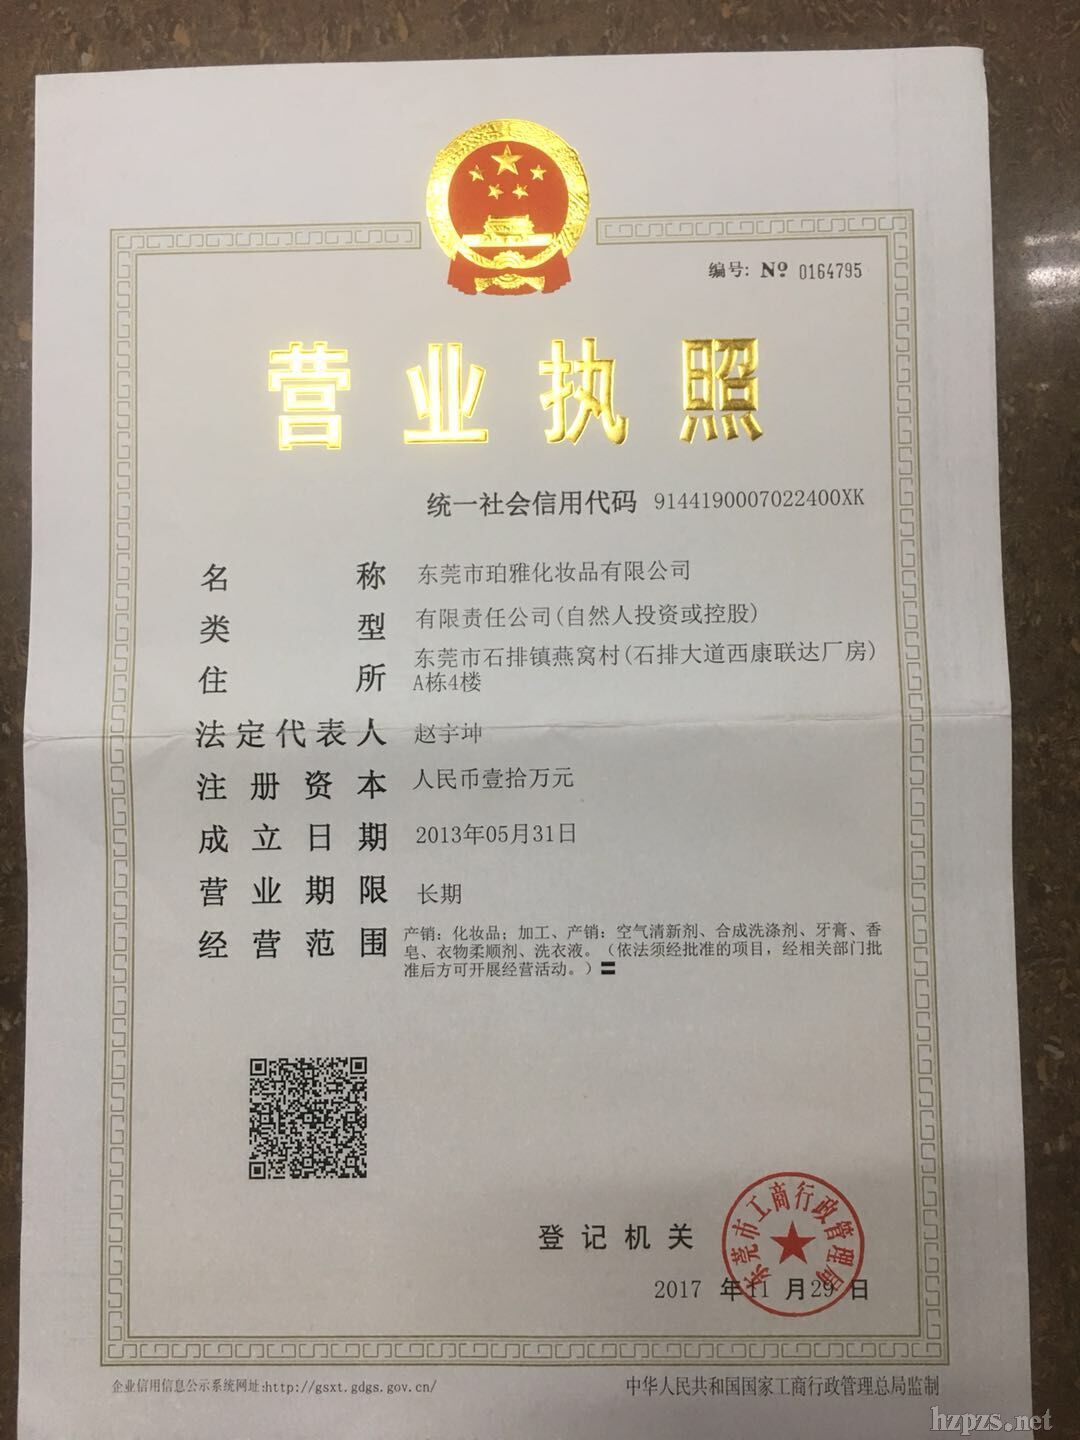 编号: Nº 0164795
营业执照
统一社会信用代码 9144190007022400XK
名称 东莞市珀雅化妆品有限公司
类型 有限责任公司(自然人投资或控股)
住所 东莞市石排镇燕窝村(石排大道西康联达厂房)
A栋4楼
法定代表人 赵宇坤
注册资本 人民币壹拾万元
成立日期 2013年05月31日
营业期限 长期
经营范围 产销：化妆品；加工、产销：空气清新剂、合成洗涤剂、牙膏、香
皂、衣物柔顺剂、洗衣液。（依法须经批准的项目，经相关部门批
准后方可开展经营活动。）〓
东莞市工商行政管理局
登记机关
2017 年11 月29 日
企业信用信息公示系统网址:http://gsxt.gdgs.gov.cn/
中华人民共和国国家工商行政管理总局监制
hzpzs.net